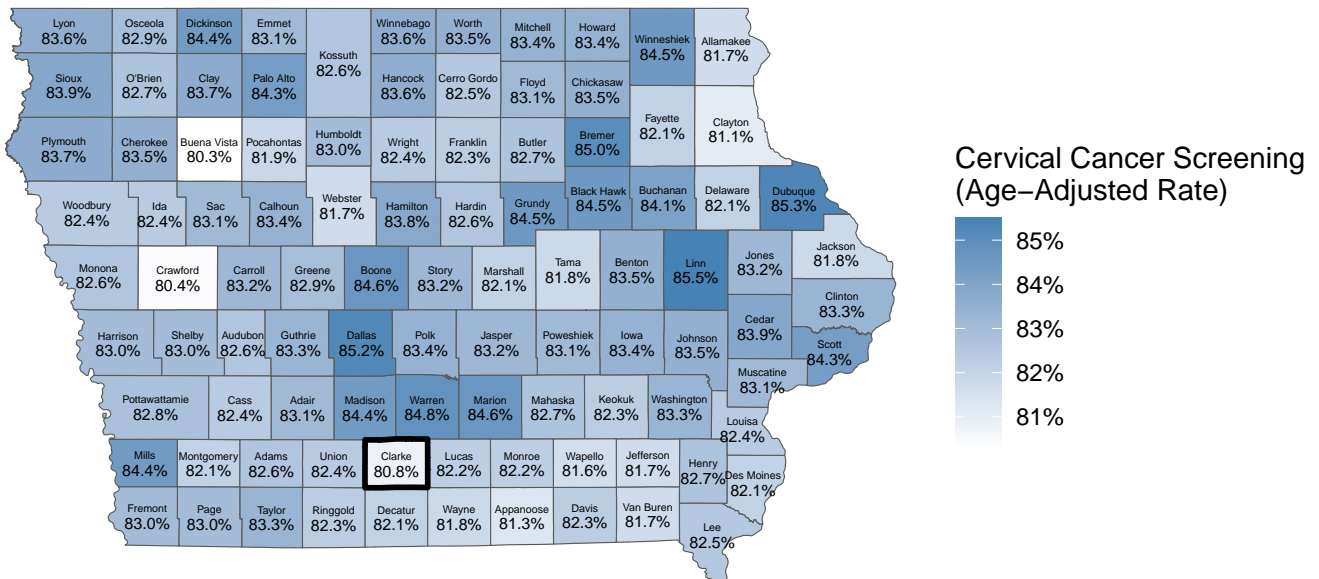 Lyon
83.6%
Osceola
82.9%
Dickinson
84.4%
Emmet
83.1%
Kossuth
82.6%
Winnebago
83.6%
Worth
83.5%
Mitchell
83.4%
Howard
83.4%
Winneshiek
84.5%
Allamakee
81.7%
Sioux
83.9%
O'Brien
82.7%
Clay
83.7%
Palo Alto
84.3%
Hancock
83.6%
Cerro Gordo
82.5%
Floyd
83.1%
Chickasaw
83.5%
Fayette
82.1%
Clayton
81.1%
Plymouth
83.7%
Cherokee
83.5%
Buena Vista
80.3%
Pocahontas
81.9%
Humboldt
83.0%
Wright
82.4%
Franklin
82.3%
Butler
82.7%
Bremer
85.0%
Woodbury
82.4%
Ida
82.4%
Sac
83.1%
Calhoun
83.4%
Webster
81.7%
Hamilton
83.8%
Hardin
82.6%
Grundy
84.5%
Black Hawk
84.5%
Buchanan
84.1%
Delaware
82.1%
Dubuque
85.3%
Monona
82.6%
Crawford
80.4%
Carroll
83.2%
Greene
82.9%
Boone
84.6%
Story
83.2%
Marshall
82.1%
Tama
81.8%
Benton
83.5%
Linn
85.5%
Jones
83.2%
Jackson
81.8%
Clinton
83.3%
Harrison
83.0%
Shelby
83.0%
Audubon
82.6%
Guthrie
83.3%
Dallas
85.2%
Polk
83.4%
Jasper
83.2%
Poweshiek
83.1%
Iowa
83.4%
Johnson
83.5%
Cedar
83.9%
Scott
84.3%
Muscatine
83.1%
Pottawattamie
82.8%
Cass
82.4%
Adair
83.1%
Madison
84.4%
Warren
84.8%
Marion
84.6%
Mahaska
82.7%
Keokuk
82.3%
Washington
83.3%
Louisa
82.4%
Mills
84.4%
Montgomery
82.1%
Adams
82.6%
Union
82.4%
Clarke
80.8%
Lucas
82.2%
Monroe
82.2%
Wapello
81.6%
Jefferson
81.7%
Henry
82.7%
Des Moines
82.1%
Fremont
83.0%
Page
83.0%
Taylor
83.3%
Ringgold
82.3%
Decatur
82.1%
Wayne
81.8%
Appanoose
81.3%
Davis
82.3%
Van Buren
81.7%
Lee
82.5%
Cervical Cancer Screening
(Age−Adjusted Rate)
85%
84%
83%
82%
81%